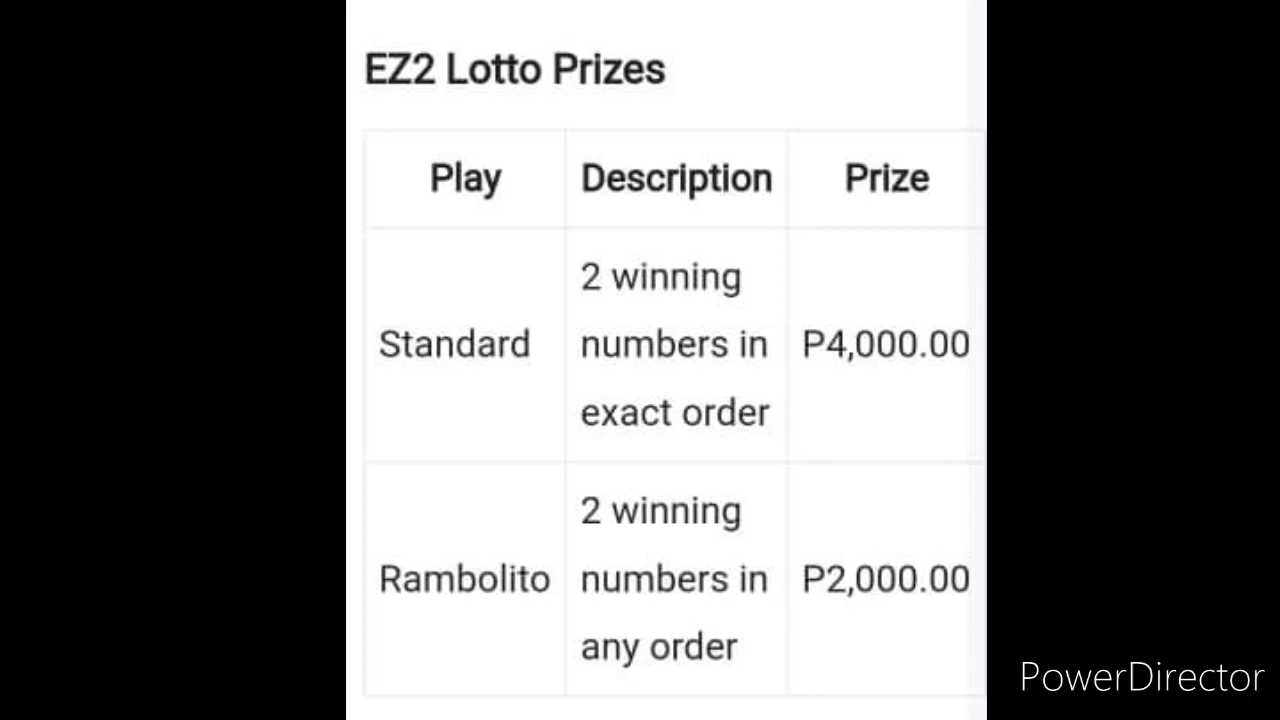 EZ2 Lotto Prizes
Play Description Prize
Standard
2 winning
numbers in
exact order
P4,000.00
Rambolito
2 winning
numbers in
any order
P2,000.00
PowerDirector